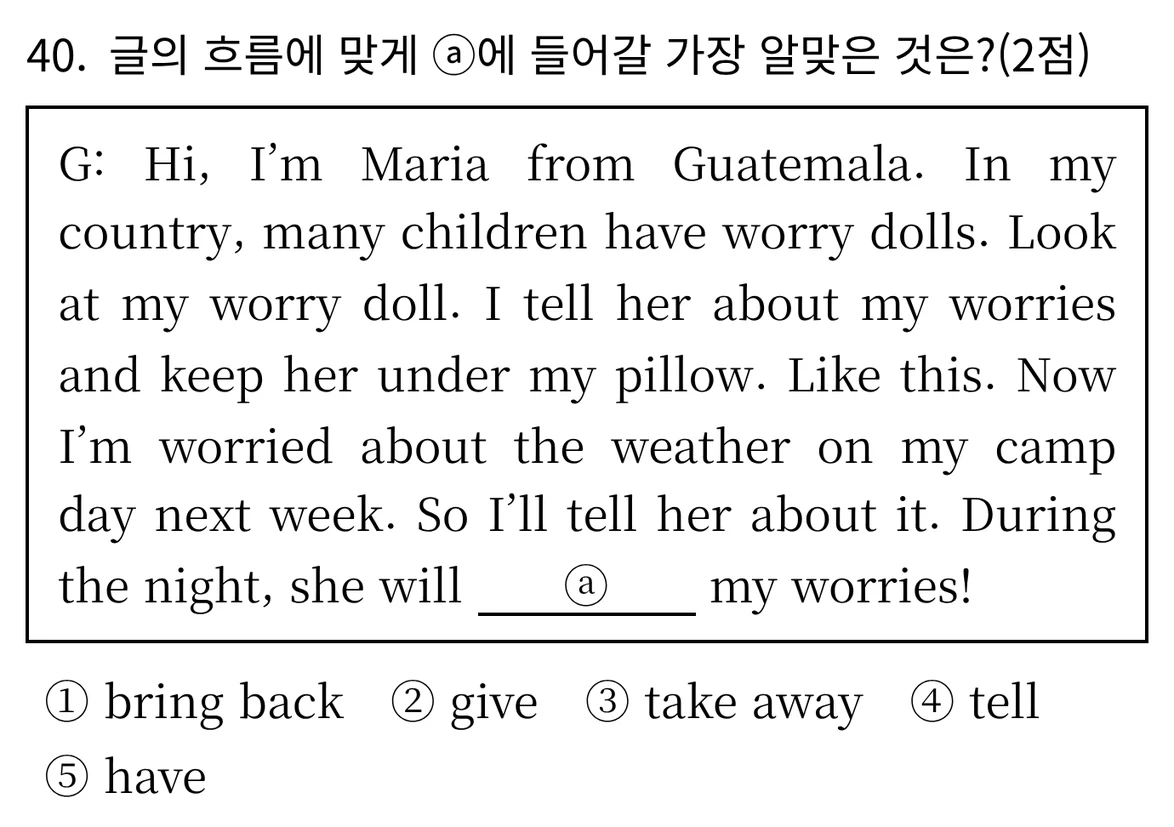 40. 글의 흐름에 맞게 ⓐ에 들어갈 가장 알맞은 것은?(2점)
G: Hi, I’m Maria from Guatemala. In my
country, many children have worry dolls. Look
at my worry doll. I tell her about my worries
and keep her under my pillow. Like this. Now
I’m worried about the weather on my camp
day next week. So I’ll tell her about it. During
the night, she will ⓐ my worries!
① bring back ② give ③ take away ④ tell
⑤ have